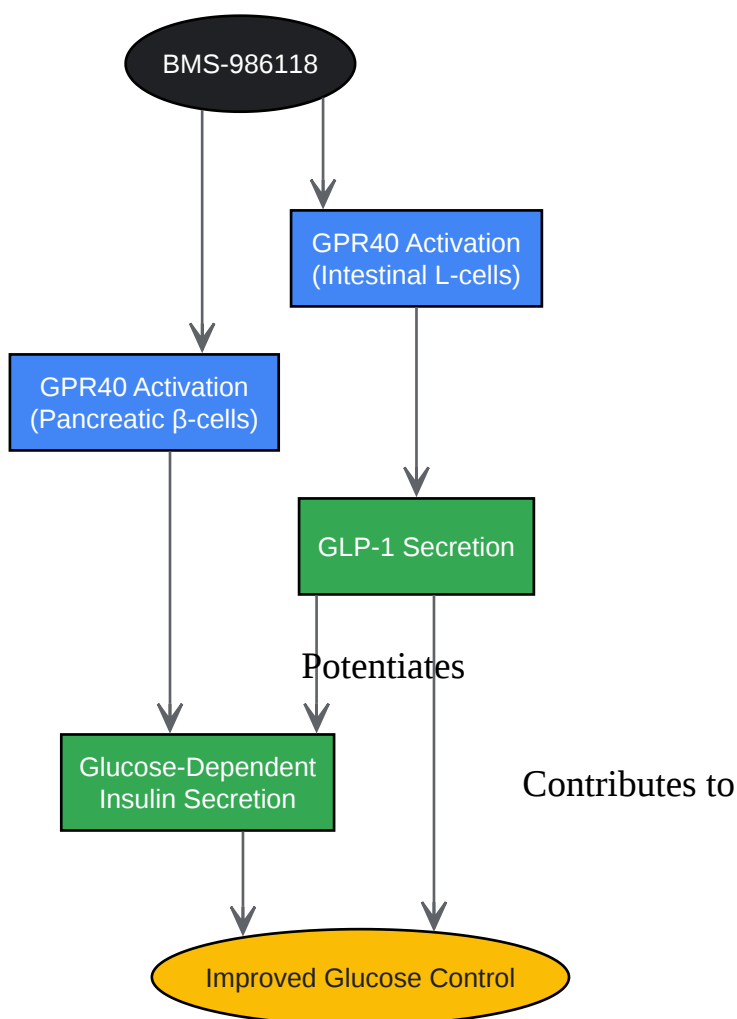 BMS-986118
GPR40 Activation
(Intestinal L-cells)
GPR40 Activation
(Pancreatic β-cells)
GLP-1 Secretion
Potentiates
Glucose-Dependent
Insulin Secretion
Contributes to
Improved Glucose Control